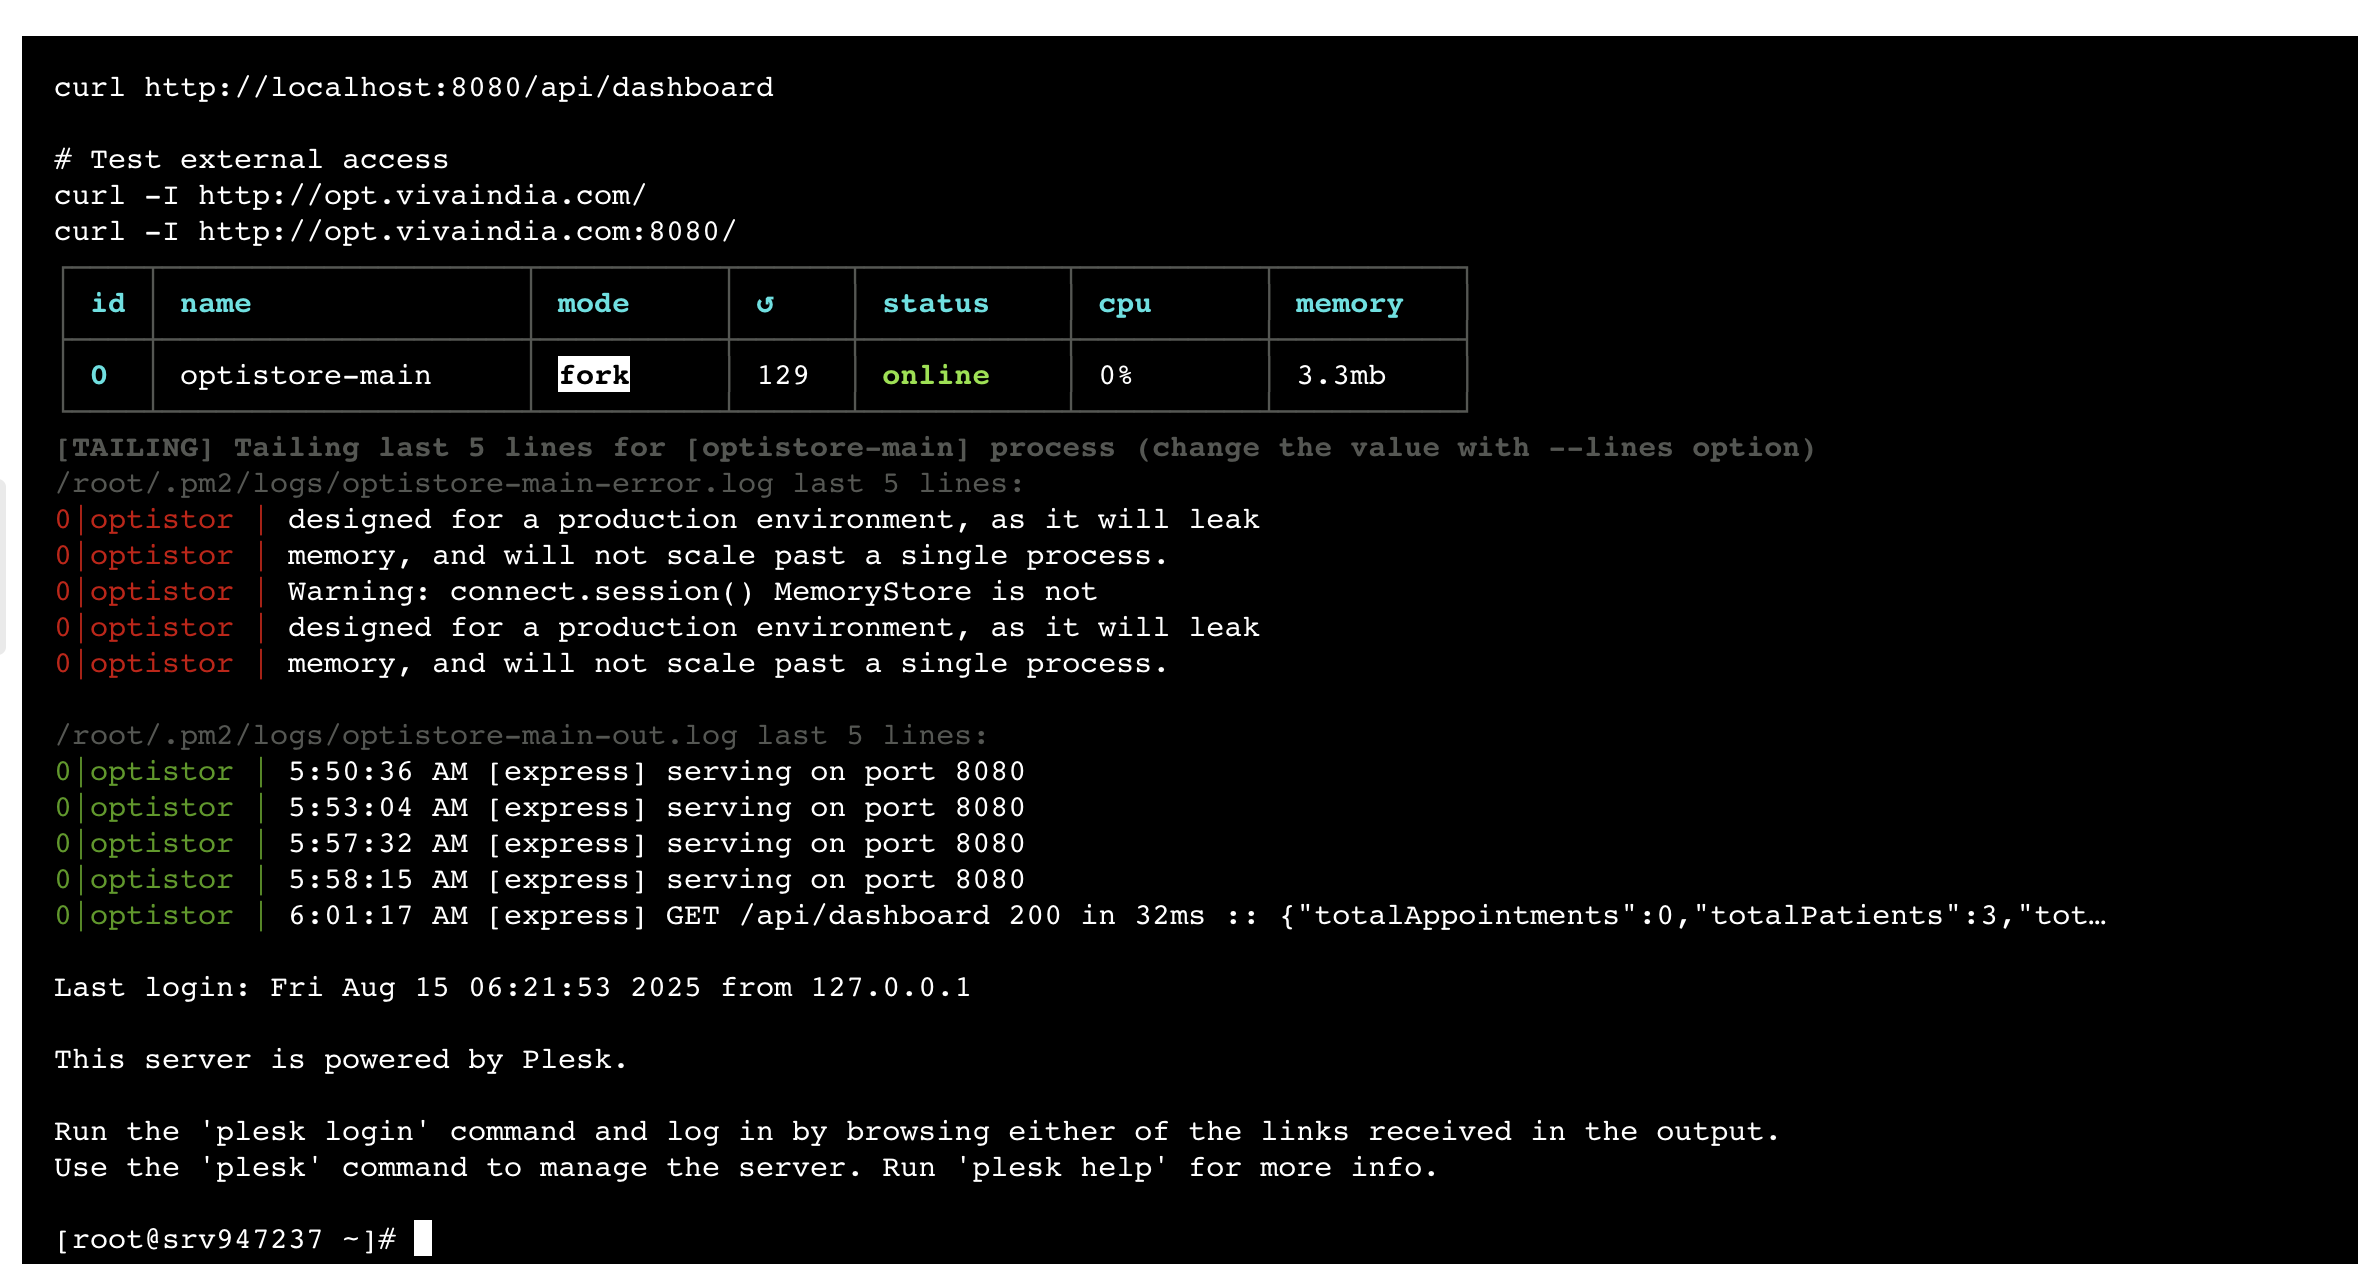 curl http://localhost:8080/api/dashboard
# Test external access
curl -I http://opt.vivaindia.com/
curl -I http://opt.vivaindia.com:8080/
id name mode ↺ status cpu memory
0 optistore-main fork 129 online 0% 3.3mb
[TAILING] Tailing last 5 lines for [optistore-main] process (change the value with --lines option)
/root/.pm2/logs/optistore-main-error.log last 5 lines:
0|optistor | designed for a production environment, as it will leak
0|optistor | memory, and will not scale past a single process.
0|optistor | Warning: connect.session() MemoryStore is not
0|optistor | designed for a production environment, as it will leak
0|optistor | memory, and will not scale past a single process.
/root/.pm2/logs/optistore-main-out.log last 5 lines:
0|optistor | 5:50:36 AM [express] serving on port 8080
0|optistor | 5:53:04 AM [express] serving on port 8080
0|optistor | 5:57:32 AM [express] serving on port 8080
0|optistor | 5:58:15 AM [express] serving on port 8080
0|optistor | 6:01:17 AM [express] GET /api/dashboard 200 in 32ms :: {"totalAppointments":0,"totalPatients":3,"tot…
Last login: Fri Aug 15 06:21:53 2025 from 127.0.0.1
This server is powered by Plesk.
Run the 'plesk login' command and log in by browsing either of the links received in the output.
Use the 'plesk' command to manage the server. Run 'plesk help' for more info.
[root@srv947237 ~]#